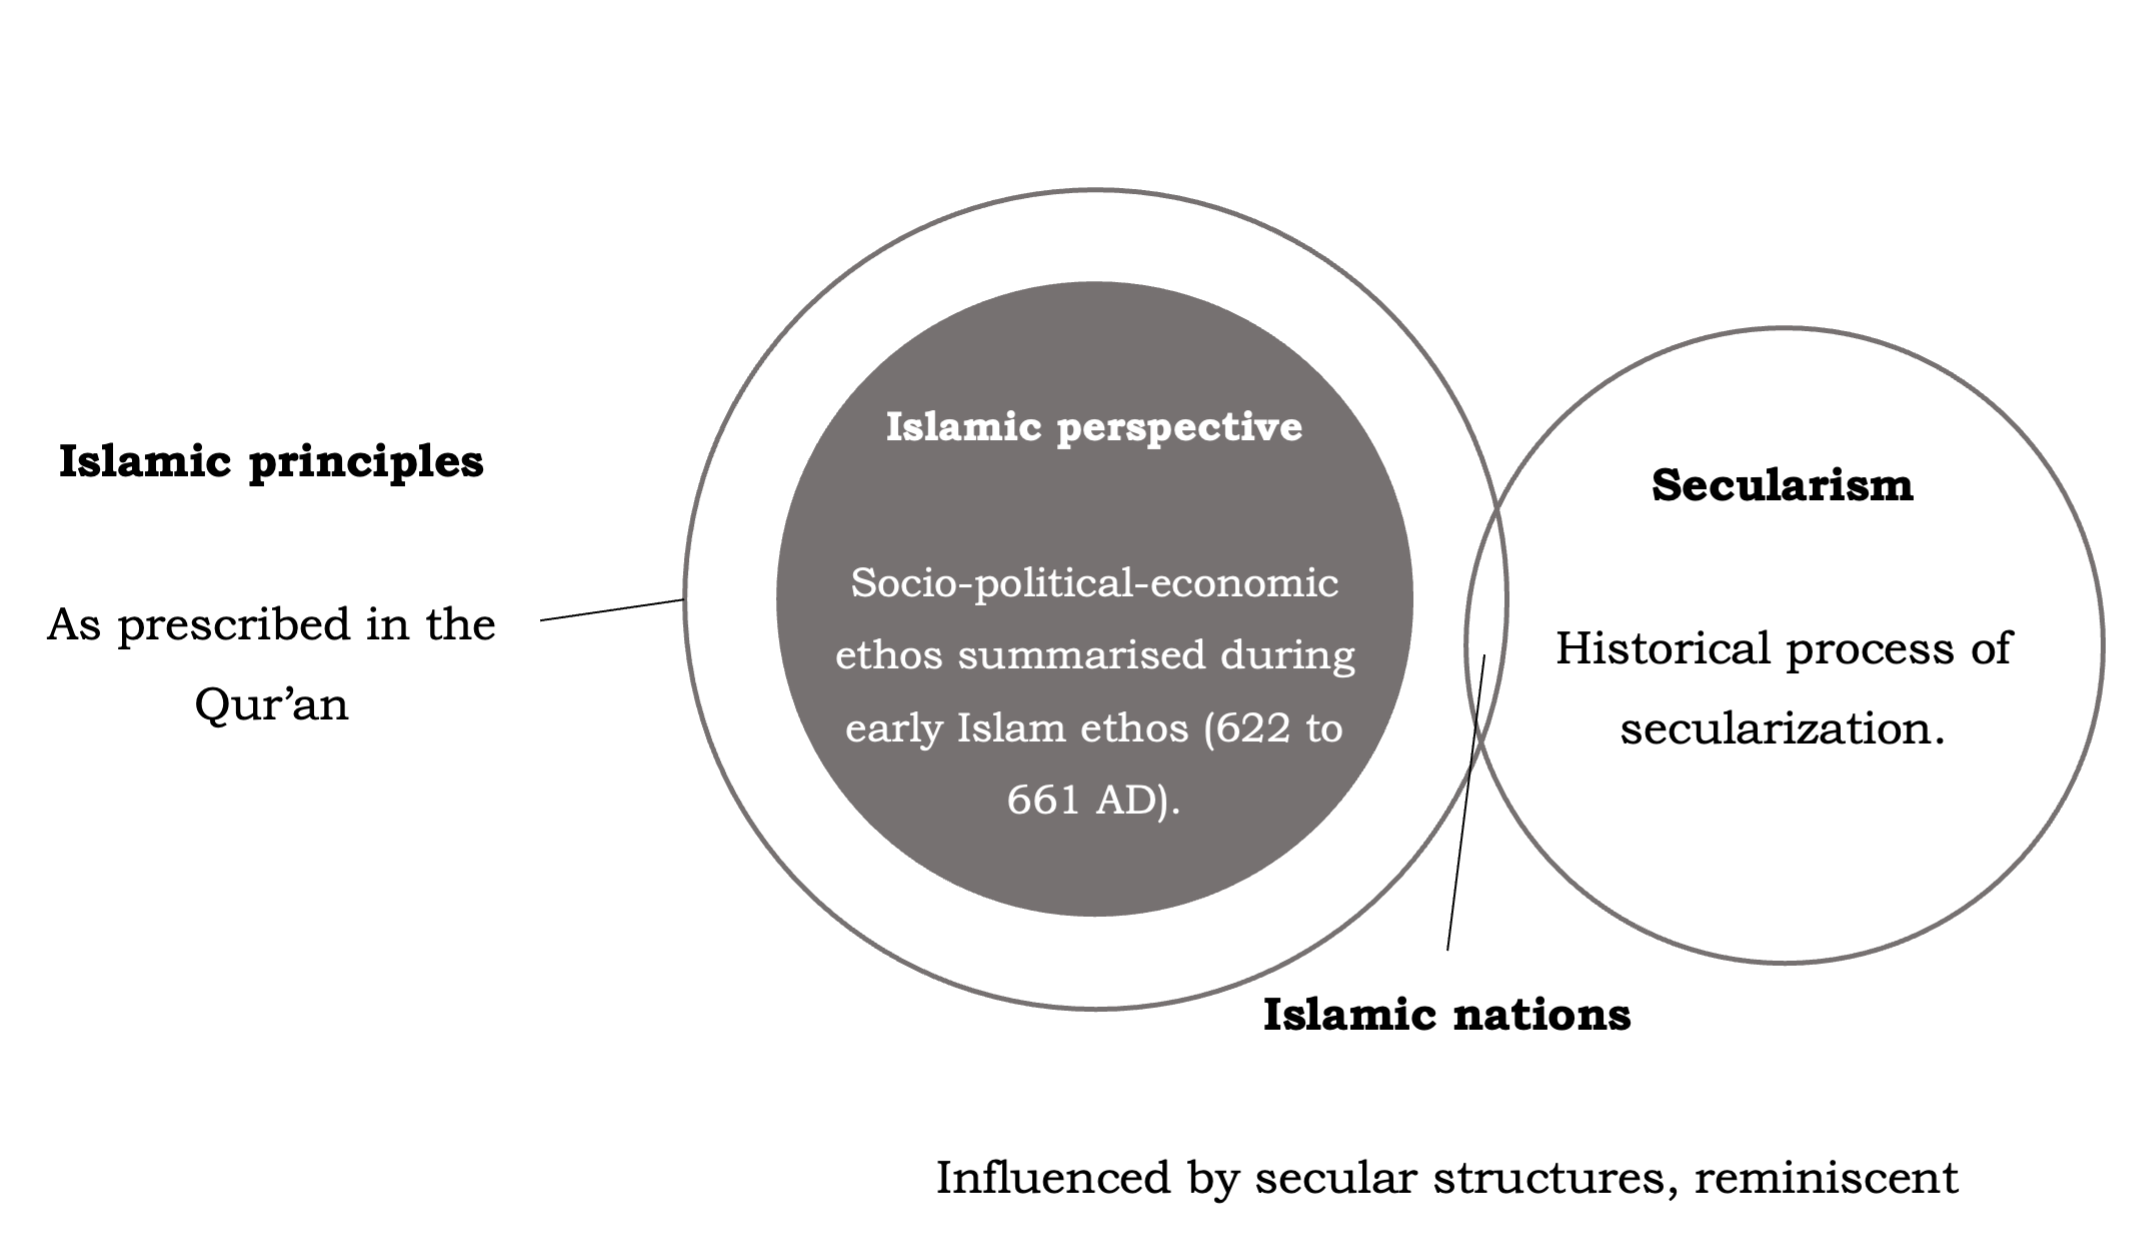 Islamic principles
As prescribed in the
Qur’an
Islamic perspective
Socio-political-economic
ethos summarised during
early Islam ethos (622 to
661 AD).
Secularism
Historical process of
secularization.
Islamic nations
Influenced by secular structures, reminiscent